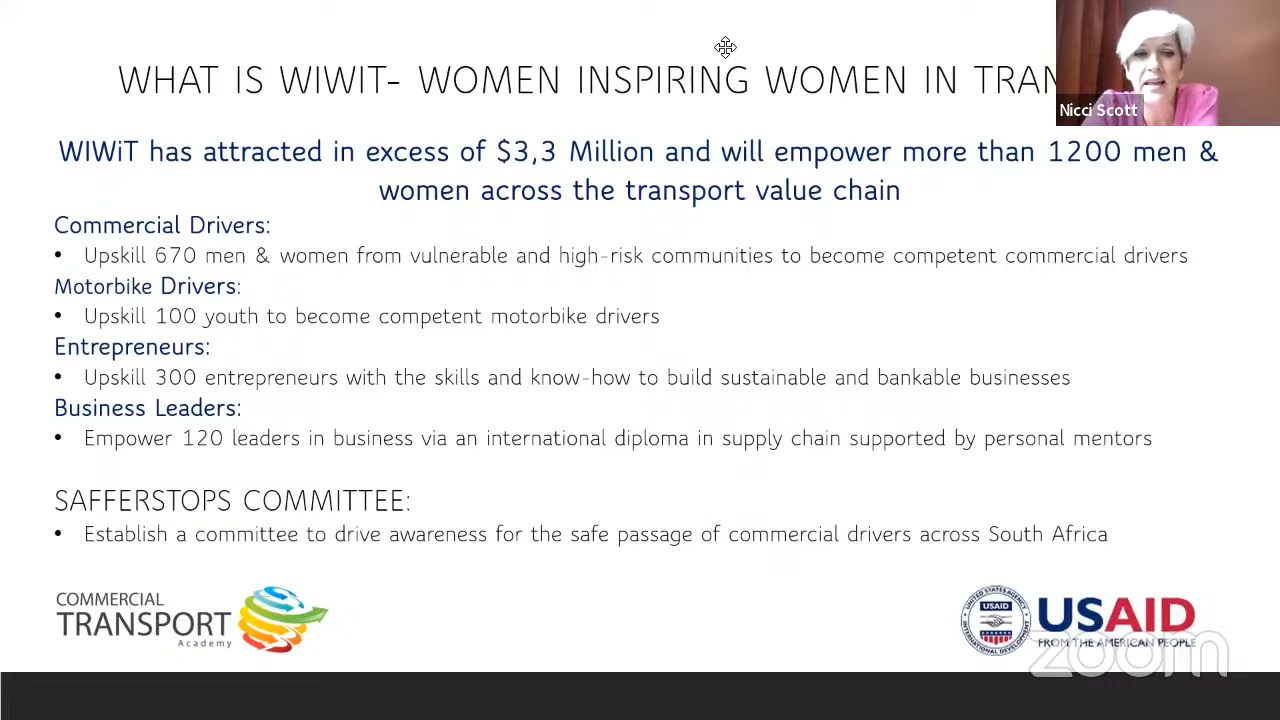 WHAT IS WIWIT- WOMEN INSPIRING WOMEN IN TRAN
Nicci Scott
WIWiT has attracted in excess of $3,3 Million and will empower more than 1200 men &
women across the transport value chain
Commercial Drivers:
• Upskill 670 men & women from vulnerable and high-risk communities to become competent commercial drivers
Motorbike Drivers:
• Upskill 100 youth to become competent motorbike drivers
Entrepreneurs:
• Upskill 300 entrepreneurs with the skills and know-how to build sustainable and bankable businesses
Business Leaders:
• Empower 120 leaders in business via an international diploma in supply chain supported by personal mentors
SAFFERSTOPS COMMITTEE:
• Establish a committee to drive awareness for the safe passage of commercial drivers across South Africa
COMMERCIAL
TRANSPORT
Academy
UNITED STATES AGENCY
USAID
INTERNATIONAL DEVELOPMENT
USAID
FROM THE AMERICAN PEOPLE
zoom